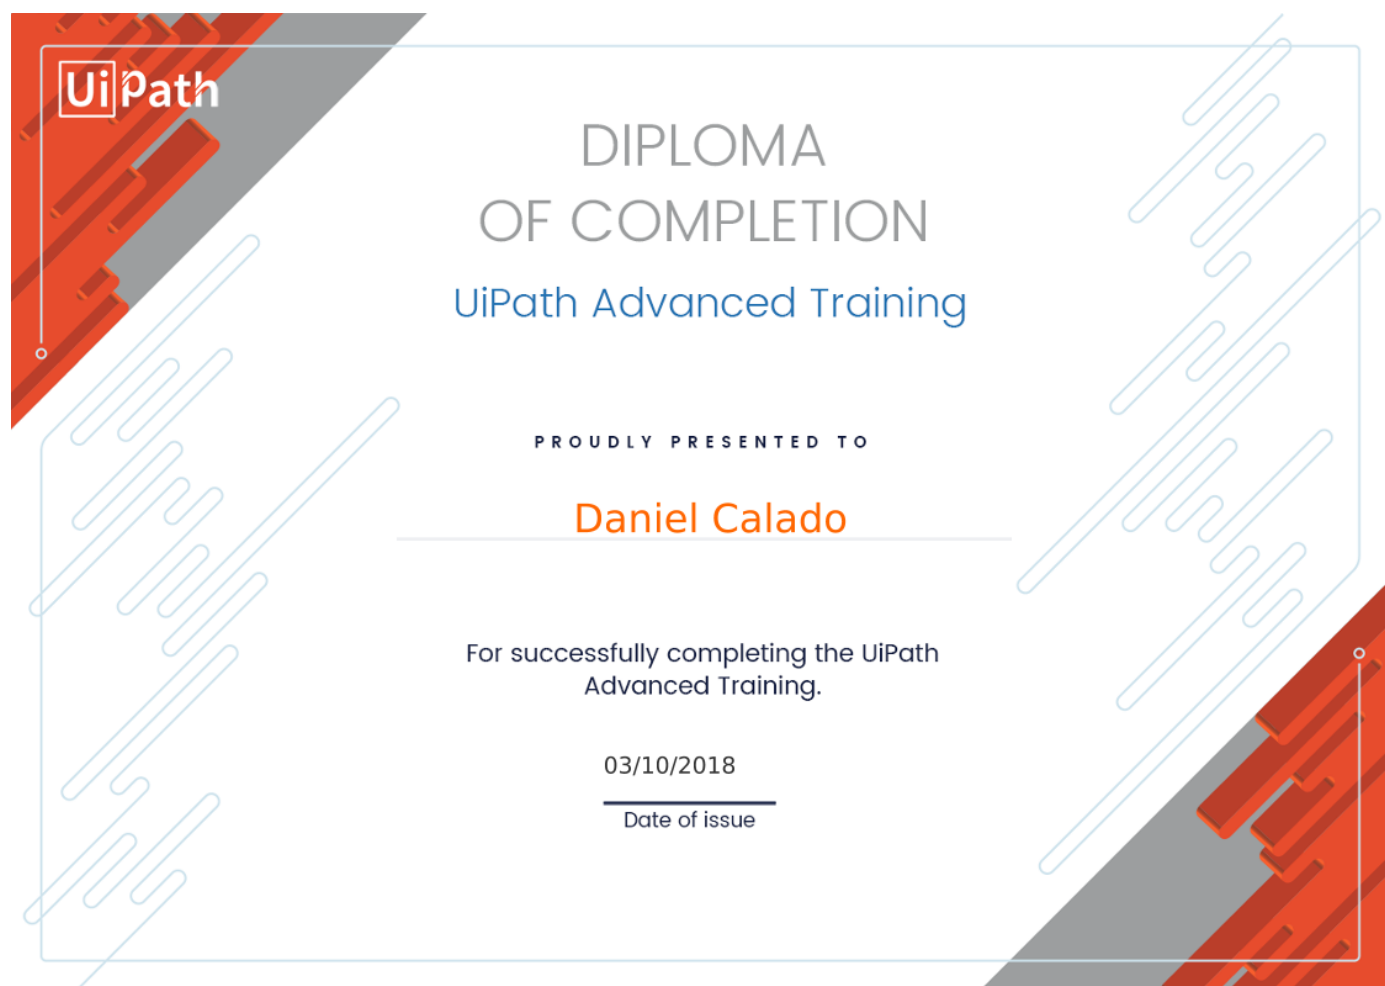 UiPath
DIPLOMA
OF COMPLETION
UiPath Advanced Training
PROUDLY PRESENTED TO
Daniel Calado
For successfully completing the UiPath
Advanced Training.
03/10/2018
Date of issue